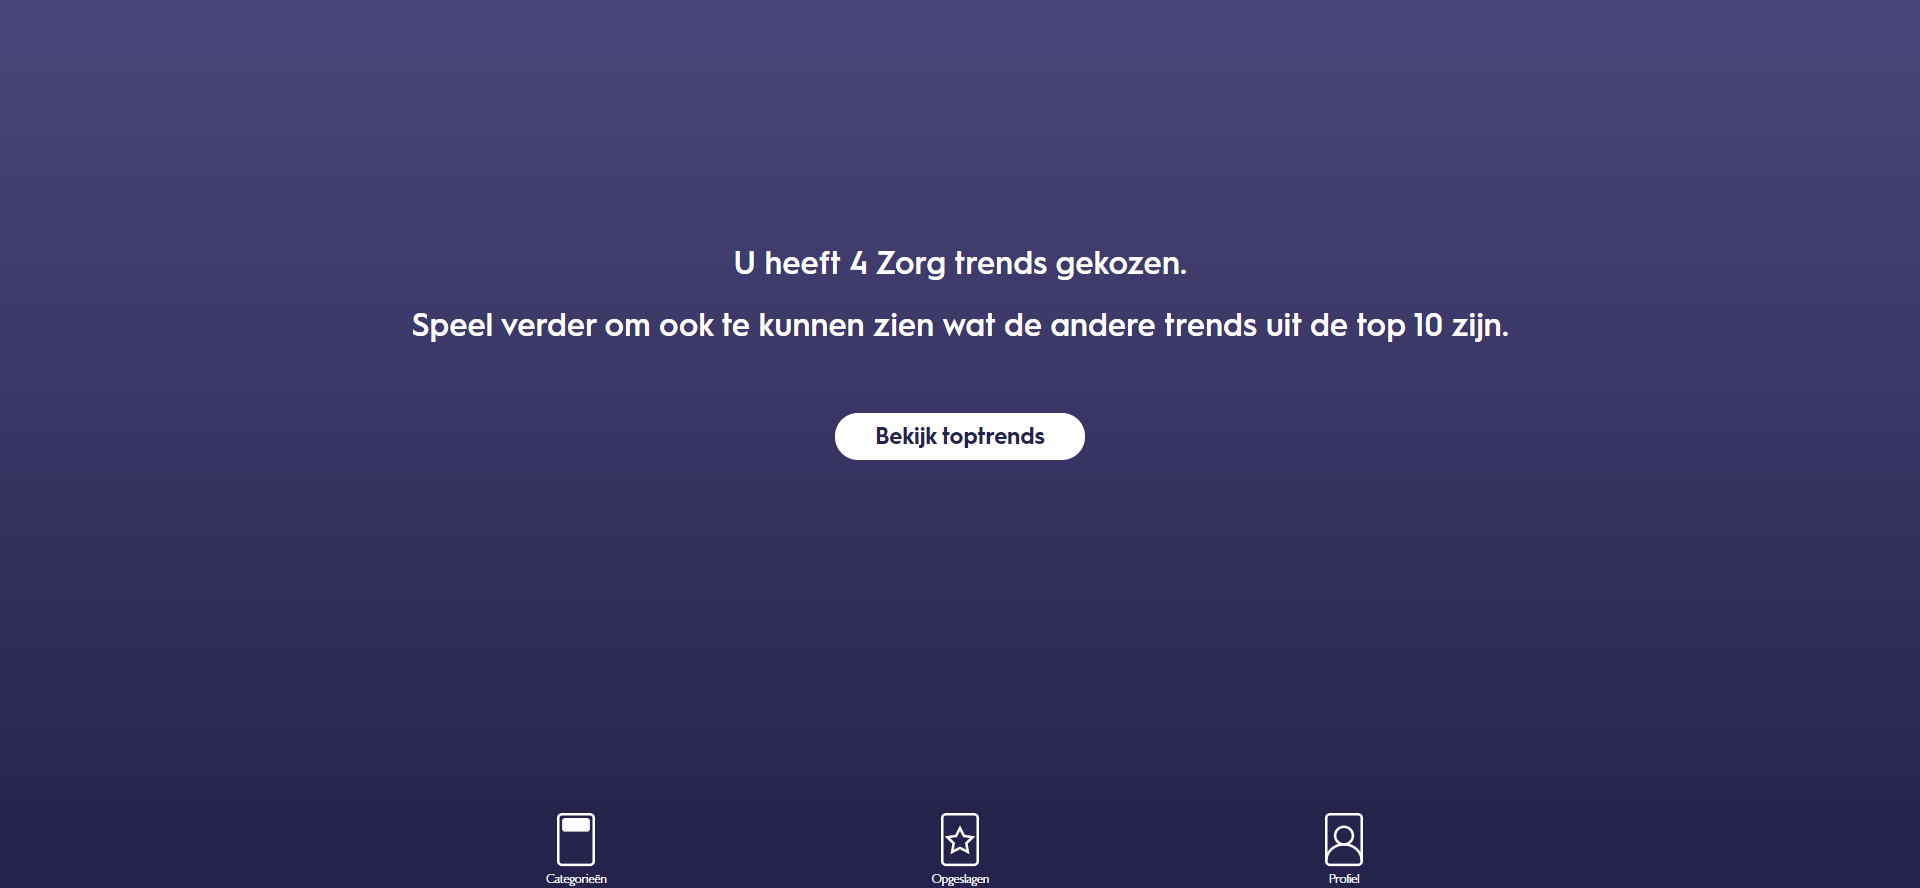 U heeft 4 Zorg trends gekozen.
Speel verder om ook te kunnen zien wat de andere trends uit de top 10 zijn.
Bekijk toptrends
Categorieën
Opgeslagen
Profiel